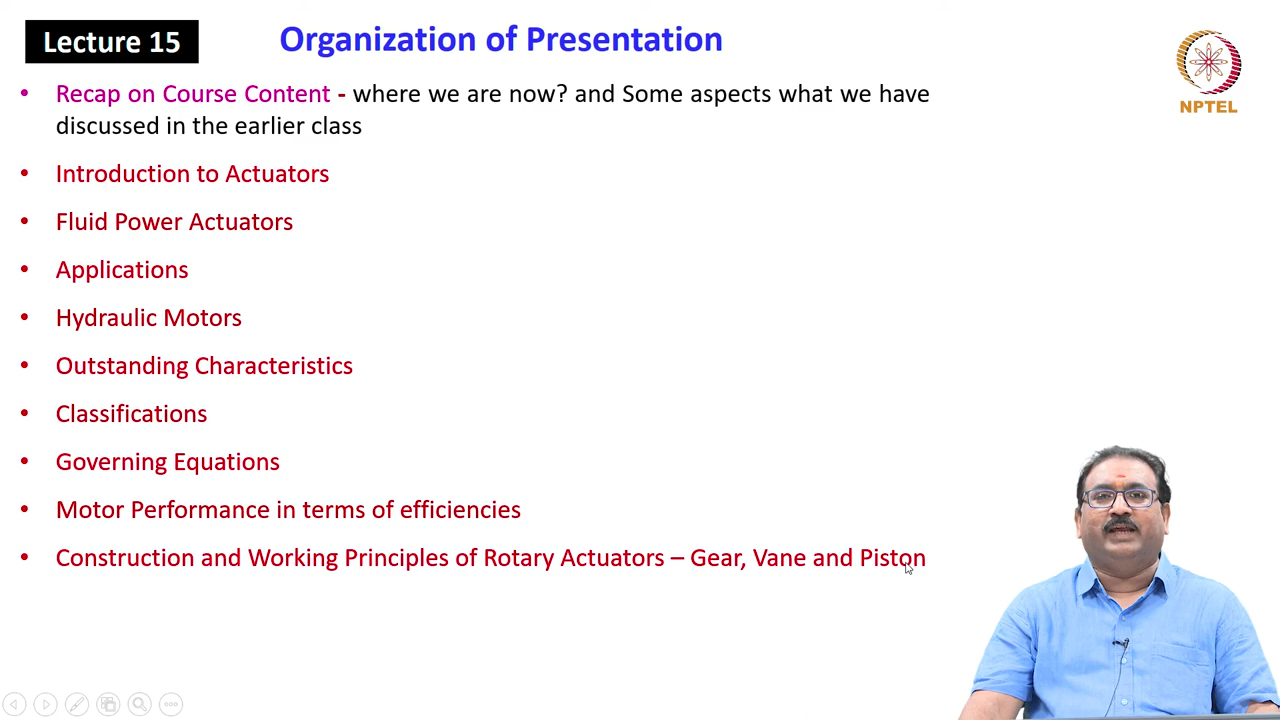 Lecture 15
Organization of Presentation
NPTEL
• Recap on Course Content - where we are now? and Some aspects what we have
discussed in the earlier class
• Introduction to Actuators
• Fluid Power Actuators
• Applications
• Hydraulic Motors
• Outstanding Characteristics
• Classifications
• Governing Equations
• Motor Performance in terms of efficiencies
• Construction and Working Principles of Rotary Actuators – Gear, Vane and Piston